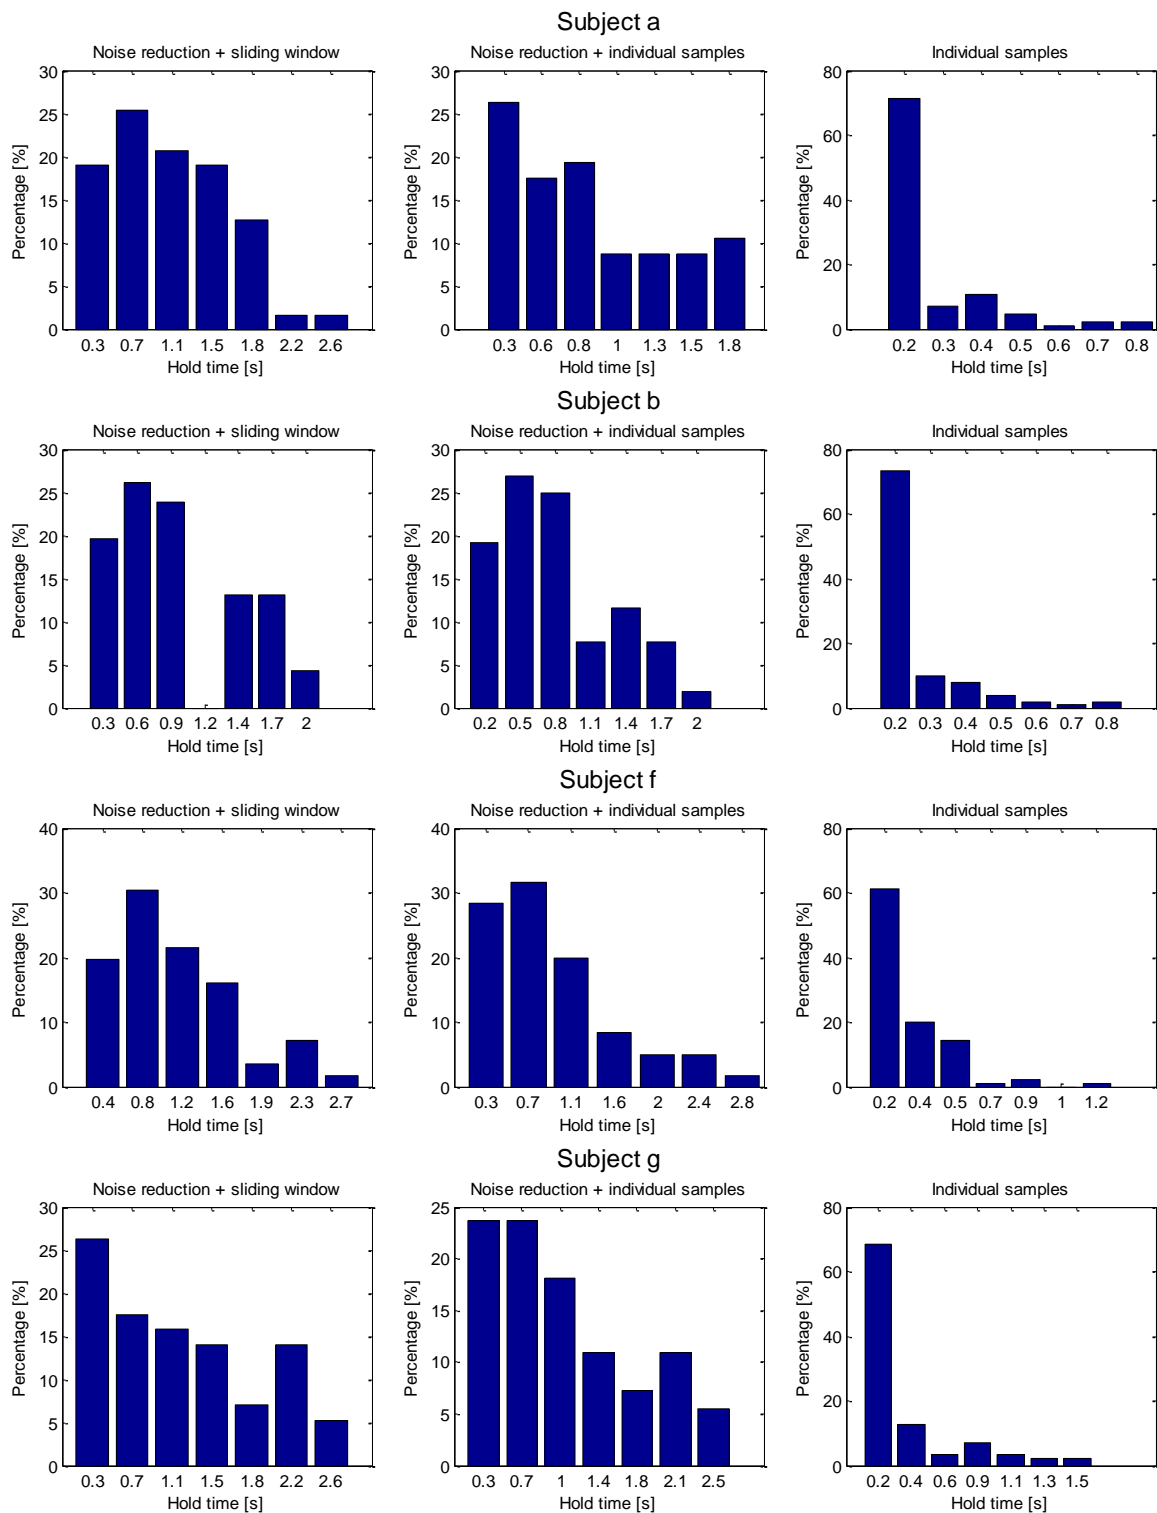 Subject a
Noise reduction + sliding window
Noise reduction + individual samples
Individual samples
Percentage [%]
30
25
20
15
10
5
0
0.3 0.7 1.1 1.5 1.8 2.2 2.6
Hold time [s]
Percentage [%]
30
25
20
15
10
5
0
0.3 0.6 0.8 1 1.3 1.5 1.8
Hold time [s]
Percentage [%]
80
60
40
20
0
0.2 0.3 0.4 0.5 0.6 0.7 0.8
Hold time [s]
Subject b
Noise reduction + sliding window
Noise reduction + individual samples
Individual samples
Percentage [%]
30
25
20
15
10
5
0
0.3 0.6 0.9 1.2 1.4 1.7 2
Hold time [s]
Percentage [%]
30
25
20
15
10
5
0
0.2 0.5 0.8 1.1 1.4 1.7 2
Hold time [s]
Percentage [%]
80
60
40
20
0
0.2 0.3 0.4 0.5 0.6 0.7 0.8
Hold time [s]
Subject f
Noise reduction + sliding window
Noise reduction + individual samples
Individual samples
Percentage [%]
40
30
20
10
0
0.4 0.8 1.2 1.6 1.9 2.3 2.7
Hold time [s]
Percentage [%]
40
30
20
10
0
0.3 0.7 1.1 1.6 2 2.4 2.8
Hold time [s]
Percentage [%]
80
60
40
20
0
0.2 0.4 0.5 0.7 0.9 1 1.2
Hold time [s]
Subject g
Noise reduction + sliding window
Noise reduction + individual samples
Individual samples
Percentage [%]
30
25
20
15
10
5
0
0.3 0.7 1.1 1.5 1.8 2.2 2.6
Hold time [s]
Percentage [%]
25
20
15
10
5
0
0.3 0.7 1 1.4 1.8 2.1 2.5
Hold time [s]
Percentage [%]
80
60
40
20
0
0.2 0.4 0.6 0.9 1.1 1.3 1.5
Hold time [s]